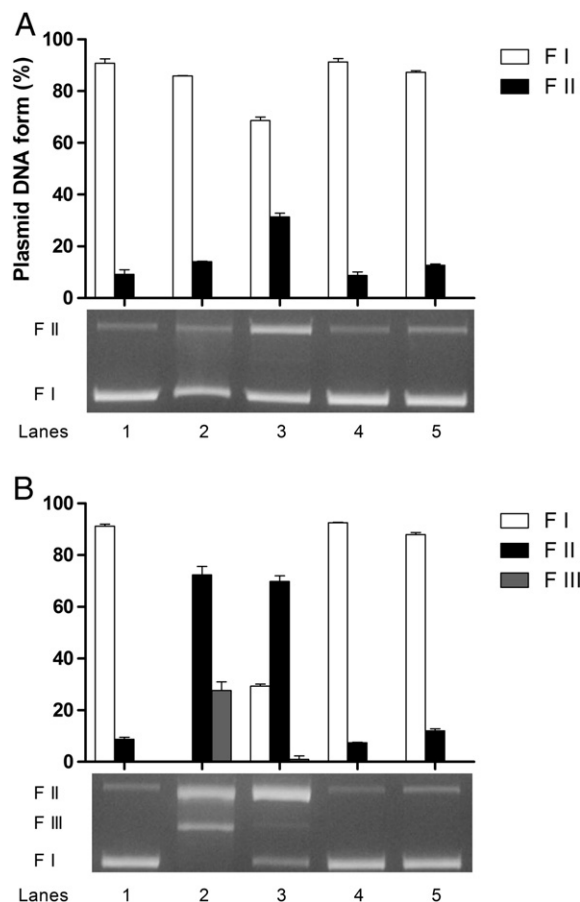 A
Plasmid DNA form (%)
100
80
60
40
20
0
F I
F II
F II
F I
Lanes 1 2 3 4 5
B
100
80
60
40
20
0
F I
F II
F III
F II
F III
F I
Lanes 1 2 3 4 5